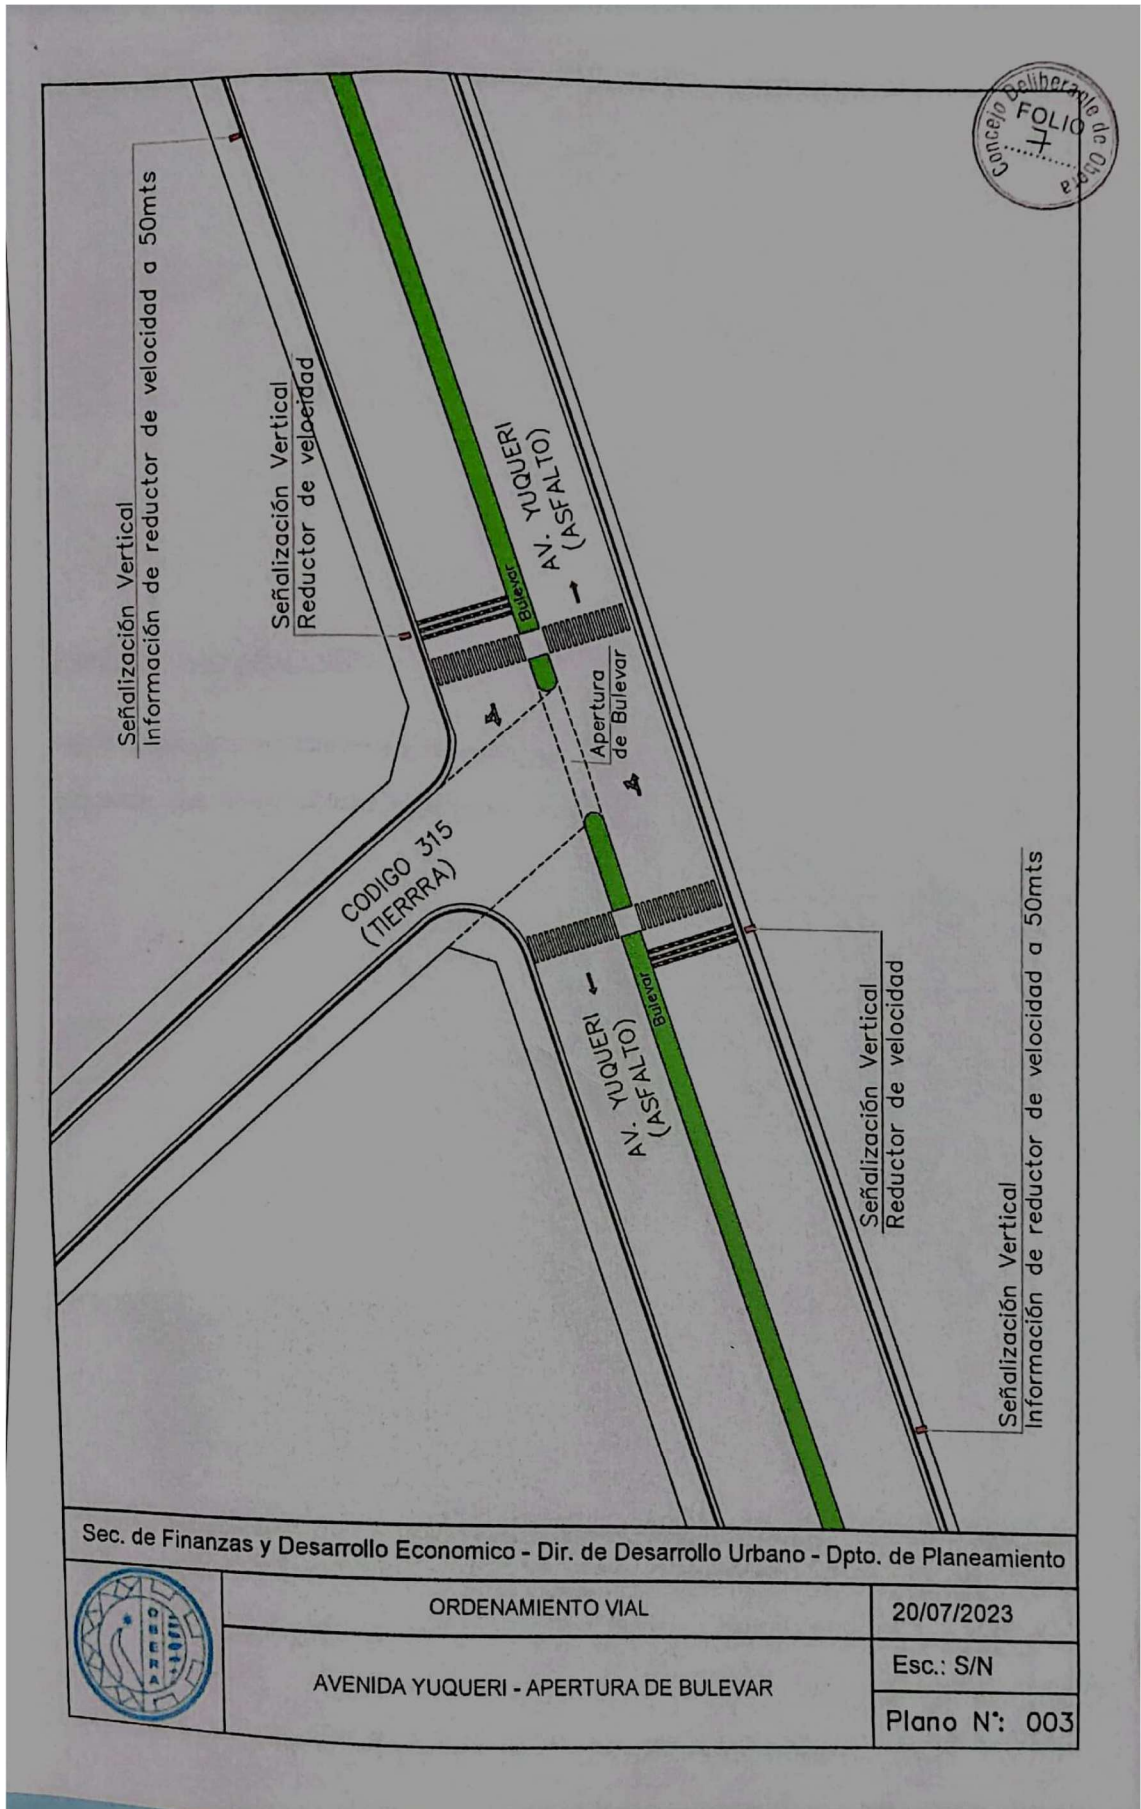 Concejo Deliberante de Obera
FOLIO
7
Señalización Vertical
Información de reductor de velocidad a 50mts
Señalización Vertical
Reductor de velocidad
AV. YUQUERI
(ASFALTO)
Bulevar
Apertura
de Bulevar
CODIGO 315
(TIERRRA)
Bulevar
AV. YUQUERI
(ASFALTO)
Señalización Vertical
Reductor de velocidad
Señalización Vertical
Información de reductor de velocidad a 50mts
Sec. de Finanzas y Desarrollo Economico - Dir. de Desarrollo Urbano - Dpto. de Planeamiento
OBERA
ORDENAMIENTO VIAL
20/07/2023
AVENIDA YUQUERI - APERTURA DE BULEVAR
Esc.: S/N
Plano N°: 003